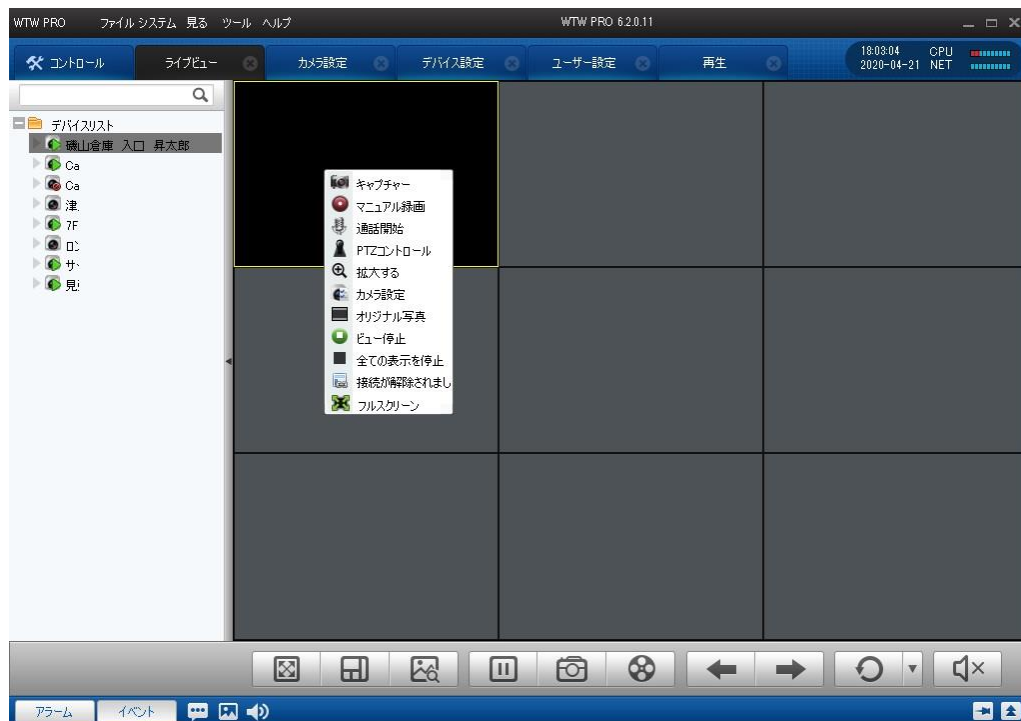 WTW PRO ファイル システム 見る ツール ヘルプ WTW PRO 6.2.0.11
コントロール ライブビュー カメラ設定 デバイス設定 ユーザー設定 再生 18:03:04 CPU
2020-04-21 NET
デバイスリスト
磯山倉庫 入口 昇太郎
Ca
Ca
津
7F
ロ
サ
見
キャプチャー
マニュアル録画
通話開始
PTZコントロール
拡大する
カメラ設定
オリジナル写真
ビュー停止
全ての表示を停止
接続が解除されまし
フルスクリーン
アラーム イベント